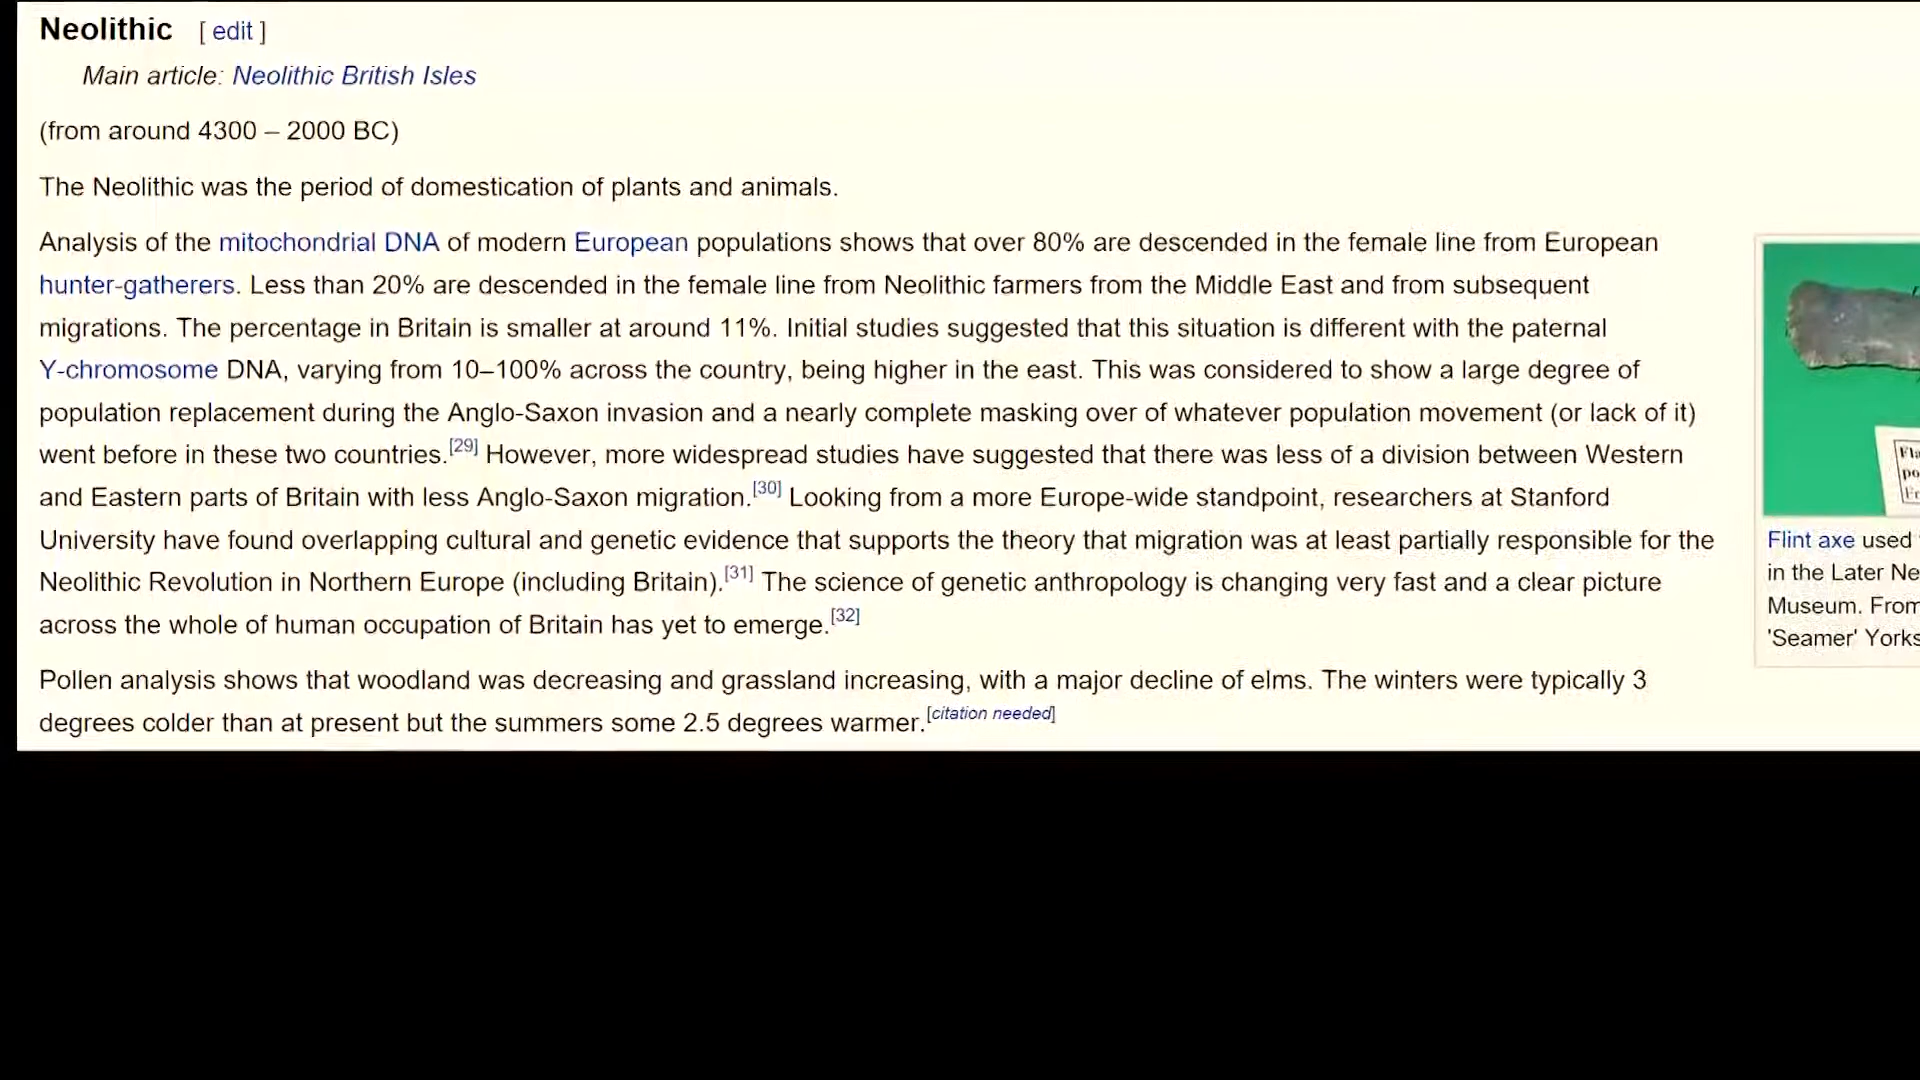 Neolithic [ edit ]
Main article: Neolithic British Isles
(from around 4300 – 2000 BC)
The Neolithic was the period of domestication of plants and animals.
Analysis of the mitochondrial DNA of modern European populations shows that over 80% are descended in the female line from European
hunter-gatherers. Less than 20% are descended in the female line from Neolithic farmers from the Middle East and from subsequent
migrations. The percentage in Britain is smaller at around 11%. Initial studies suggested that this situation is different with the paternal
Y-chromosome DNA, varying from 10–100% across the country, being higher in the east. This was considered to show a large degree of
population replacement during the Anglo-Saxon invasion and a nearly complete masking over of whatever population movement (or lack of it)
went before in these two countries.[29] However, more widespread studies have suggested that there was less of a division between Western
and Eastern parts of Britain with less Anglo-Saxon migration.[30] Looking from a more Europe-wide standpoint, researchers at Stanford
University have found overlapping cultural and genetic evidence that supports the theory that migration was at least partially responsible for the
Neolithic Revolution in Northern Europe (including Britain).[31] The science of genetic anthropology is changing very fast and a clear picture
across the whole of human occupation of Britain has yet to emerge.[32]
Pollen analysis shows that woodland was decreasing and grassland increasing, with a major decline of elms. The winters were typically 3
degrees colder than at present but the summers some 2.5 degrees warmer.[citation needed]
Flint axe used
in the Later Ne
Museum. From
'Seamer' Yorks